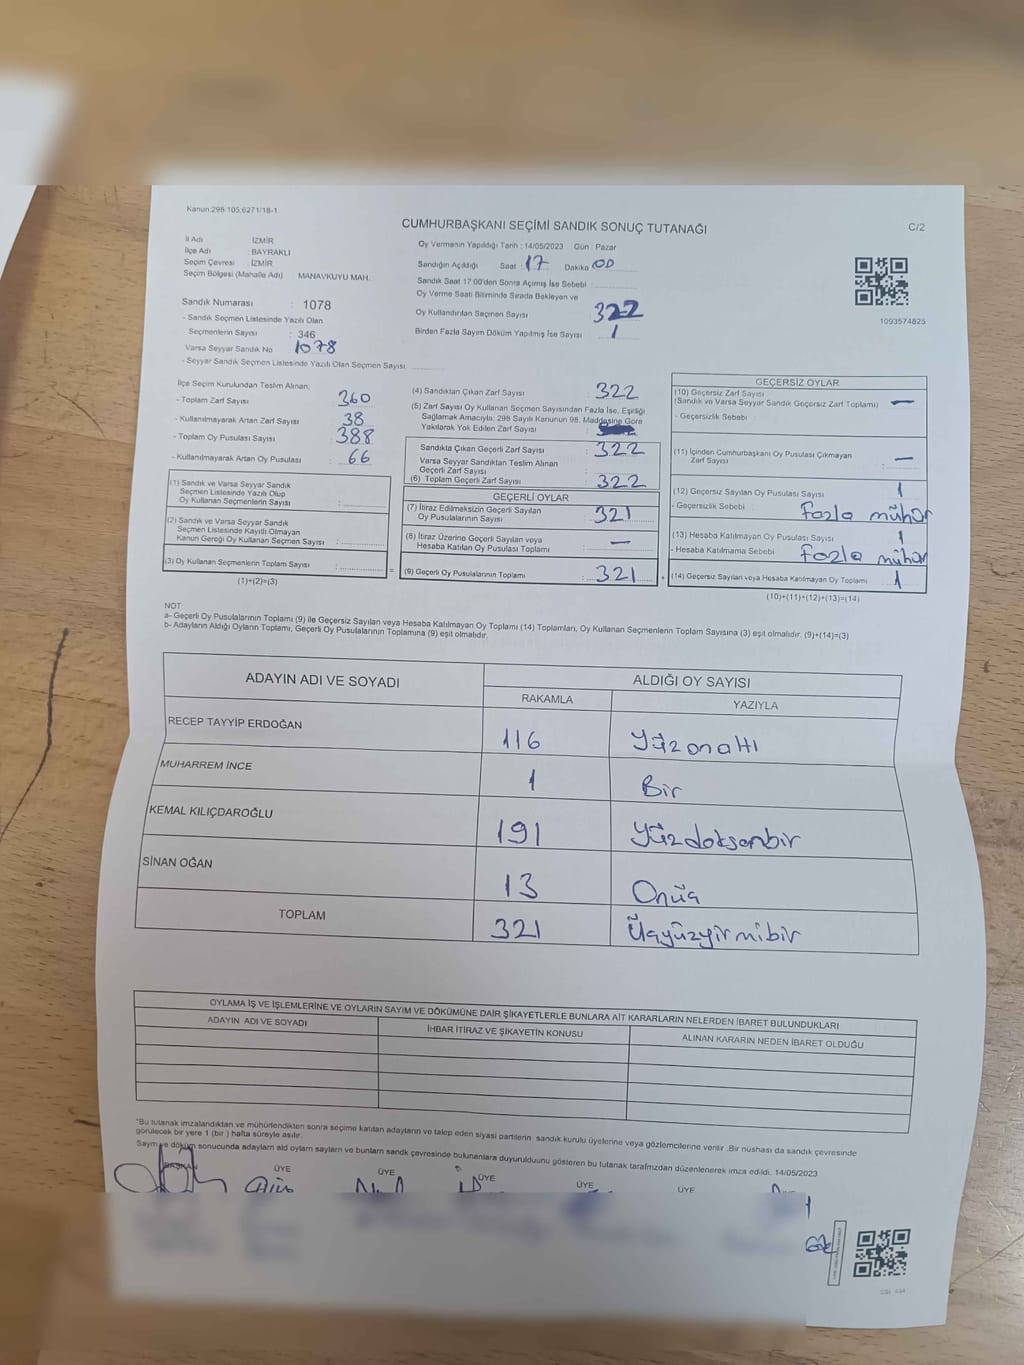 Kanun:298/105,6271/18-1
CUMHURBAŞKANI SEÇİMİ SANDIK SONUÇ TUTANAĞI
C/2
İl Adı : İZMİR
İlçe Adı : BAYRAKLI
Seçim Çevresi : İZMİR
Seçim Bölgesi (Mahalle Adı) MANAVKUYU MAH.
Sandık Numarası : 1078
- Sandık Seçmen Listesinde Yazılı Olan
Seçmenlerin Sayısı : 346
Varsa Seyyar Sandık No 1078
- Seyyar Sandık Seçmen Listesinde Yazılı Olan Seçmen Sayısı
Oy Vermenin Yapıldığı Tarih : 14/05/2023 Gün : Pazar
Sandığın Açıldığı Saat : 17 Dakika : 00
Sandık Saat 17:00'den Sonra Açılmış İse Sebebi :
Oy Verme Saati Bitiminde Sırada Bekleyen ve
Oy Kullandırılan Seçmen Sayısı 322
Birden Fazla Sayım Döküm Yapılmış İse Sayısı 1
1093574825
İlçe Seçim Kurulundan Teslim Alınan;
- Toplam Zarf Sayısı : 360
- Kullanılmayarak Artan Zarf Sayısı : 38
- Toplam Oy Pusulası Sayısı : 388
- Kullanılmayarak Artan Oy Pusulası : 66
(1) Sandık ve Varsa Seyyar Sandık
Seçmen Listesinde Yazılı Olup
Oy Kullanan Seçmenlerin Sayısı :
(2) Sandık ve Varsa Seyyar Sandık
Seçmen Listesinde Kayıtlı Olmayan
Kanun Gereği Oy Kullanan Seçmen Sayısı :
(3) Oy Kullanan Seçmenlerin Toplam Sayısı :
(1)+(2)=(3)
=
(4) Sandıktan Çıkan Zarf Sayısı : 322
(5) Zarf Sayısı Oy Kullanan Seçmen Sayısından Fazla İse, Eşitliği
Sağlamak Amacıyla; 298 Sayılı Kanunun 98. Maddesine Göre
Yakılarak Yok Edilen Zarf Sayısı :
Sandıkta Çıkan Geçerli Zarf Sayısı : 322
Varsa Seyyar Sandıktan Teslim Alınan
Geçerli Zarf Sayısı :
(6) Toplam Geçerli Zarf Sayısı : 322
GEÇERLİ OYLAR
(7) İtiraz Edilmeksizin Geçerli Sayılan
Oy Pusulalarının Sayısı : 321
(8) İtiraz Üzerine Geçerli Sayılan veya
Hesaba Katılan Oy Pusulası Toplamı : —
(9) Geçerli Oy Pusulalarının Toplamı : 321
+
GEÇERSİZ OYLAR
(10) Geçersiz Zarf Sayısı
(Sandık ve Varsa Seyyar Sandık Geçersiz Zarf Toplamı) : —
- Geçersizlik Sebebi :
(11) İçinden Cumhurbaşkanı Oy Pusulası Çıkmayan
Zarf Sayısı : —
(12) Geçersiz Sayılan Oy Pusulası Sayısı : 1
- Geçersizlik Sebebi : Fazla mühür
(13) Hesaba Katılmayan Oy Pusulası Sayısı : 1
- Hesaba Katılmama Sebebi : Fazla mühür
(14) Geçersiz Sayılan veya Hesaba Katılmayan Oy Toplamı : 1
(10)+(11)+(12)+(13)=(14)
NOT
a- Geçerli Oy Pusulalarının Toplamı (9) ile Geçersiz Sayılan veya Hesaba Katılmayan Oy Toplamı (14) Toplamları, Oy Kullanan Seçmenlerin Toplam Sayısına (3) eşit olmalıdır. (9)+(14)=(3)
b- Adayların Aldığı Oyların Toplamı, Geçerli Oy Pusulalarının Toplamına (9) eşit olmalıdır.
ADAYIN ADI VE SOYADI
ALDIĞI OY SAYISI
RAKAMLA YAZIYLA
RECEP TAYYİP ERDOĞAN 116 Yüzonaltı
MUHARREM İNCE 1 Bir
KEMAL KILIÇDAROĞLU 191 Yüzdoksanbir
SİNAN OĞAN 13 Onüç
TOPLAM 321 Üçyüzyirmibir
OYLAMA İŞ VE İŞLEMLERİNE VE OYLARIN SAYIM VE DÖKÜMÜNE DAİR ŞİKAYETLERLE BUNLARA AİT KARARLARIN NELERDEN İBARET BULUNDUKLARI
ADAYIN ADI VE SOYADI İHBAR İTİRAZ VE ŞİKAYETİN KONUSU ALINAN KARARIN NEDEN İBARET OLDUĞU
*Bu tutanak imzalandıktan ve mühürlendikten sonra seçime katılan adayların ve talep eden siyasi partilerin sandık kurulu üyelerine veya gözlemcilerine verilir. Bir nüshası da sandık çevresinde
görülecek bir yere 1 (bir) hafta süreyle asılır.
Sayım ve döküm sonucunda adayların ald oyların sayıların ve bunların sandık çevresinde bulunanlara duyurulduunu gösteren bu tutanak tarafımızdan düzenlenerek imza edildi. 14/05/2023
BAŞKAN ÜYE ÜYE ÜYE ÜYE ÜYE